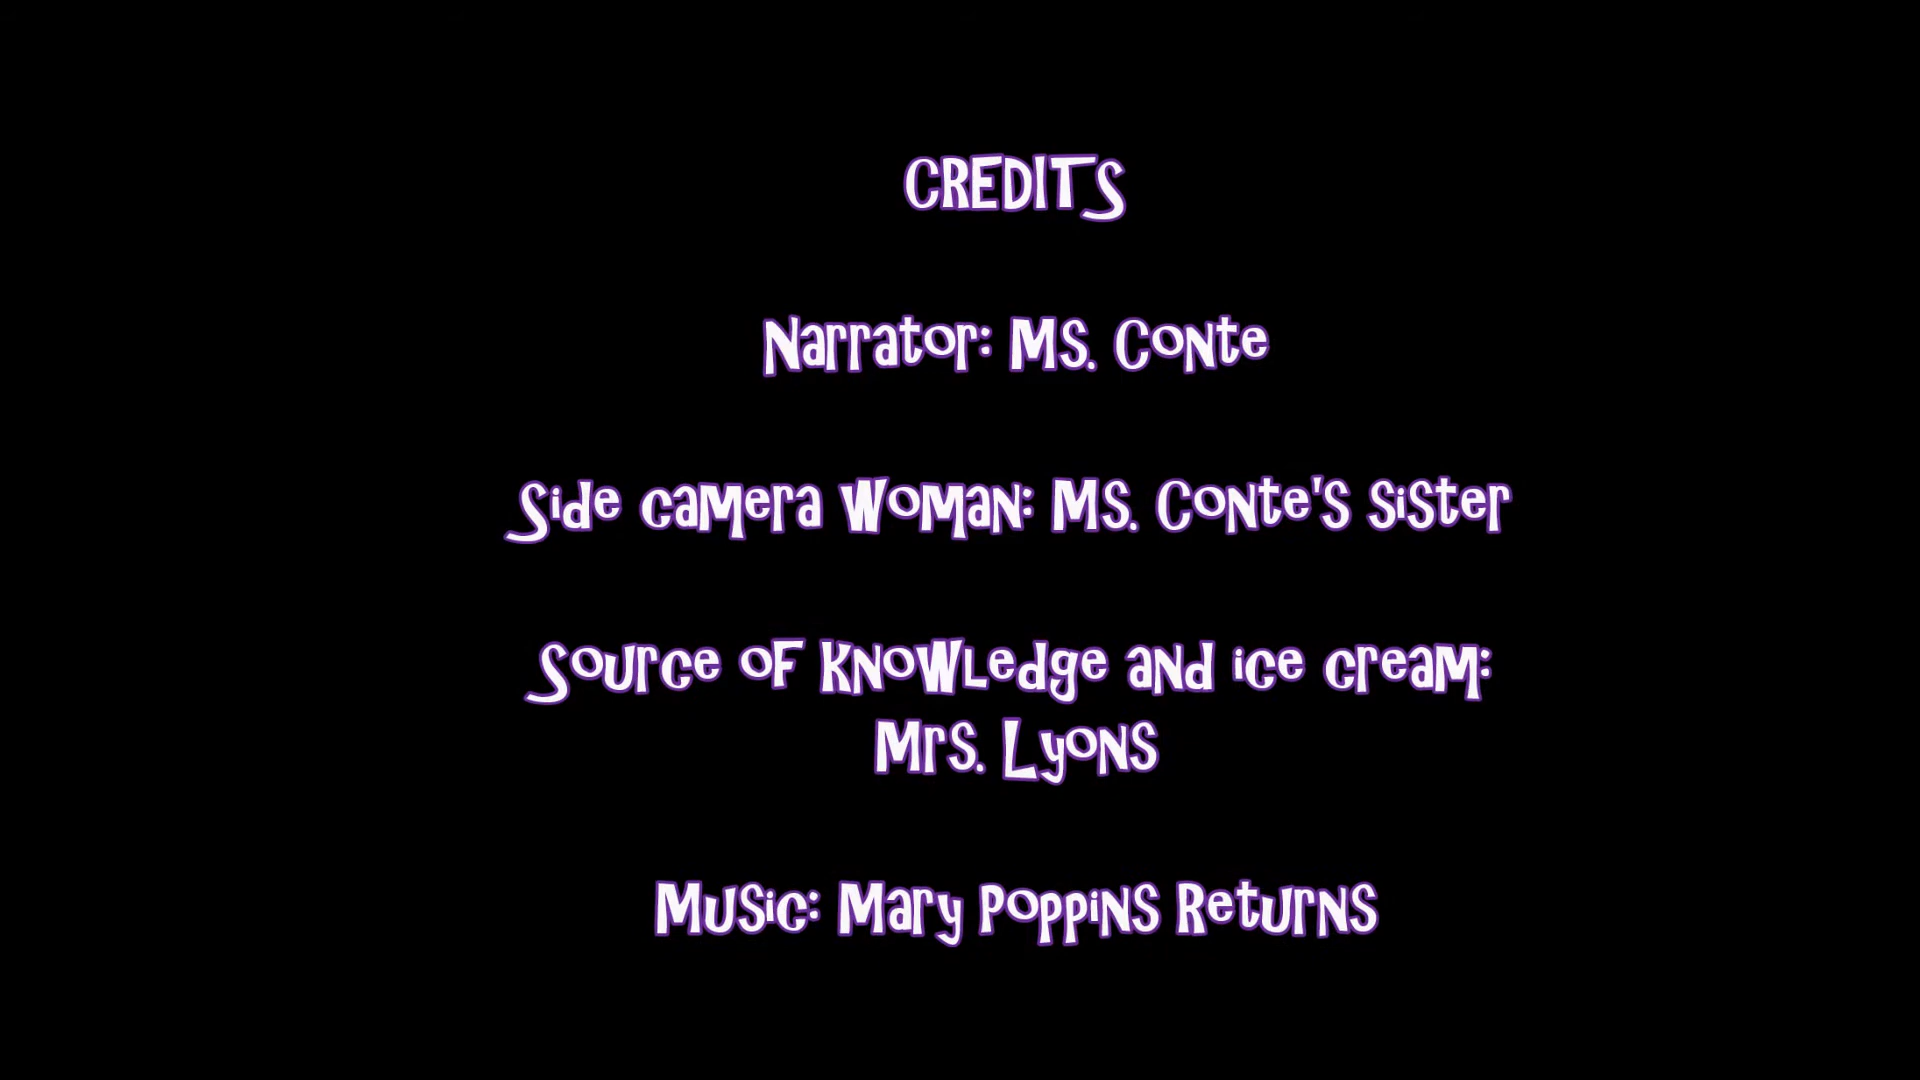 CREDITS
Narrator: Ms. Conte
Side camera woman: Ms. Conte's sister
Source of knowledge and ice cream:
Mrs. Lyons
Music: Mary Poppins Returns